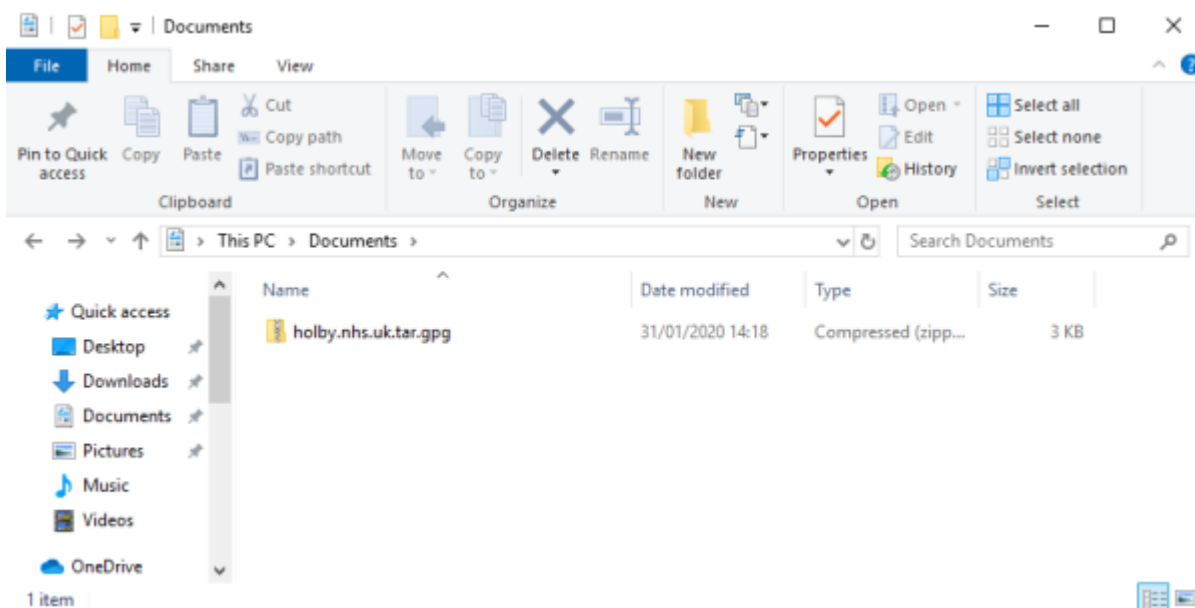 Documents
File Home Share View
Pin to Quick access
Copy
Paste
Cut
Copy path
Paste shortcut
Clipboard
Move to
Copy to
Delete
Rename
Organize
New folder
New
Properties
Open
Edit
History
Open
Select all
Select none
Invert selection
Select
This PC > Documents >
Search Documents
Quick access
Desktop
Downloads
Documents
Pictures
Music
Videos
OneDrive
Name Date modified Type Size
holby.nhs.uk.tar.gpg 31/01/2020 14:18 Compressed (zipp... 3 KB
1 item